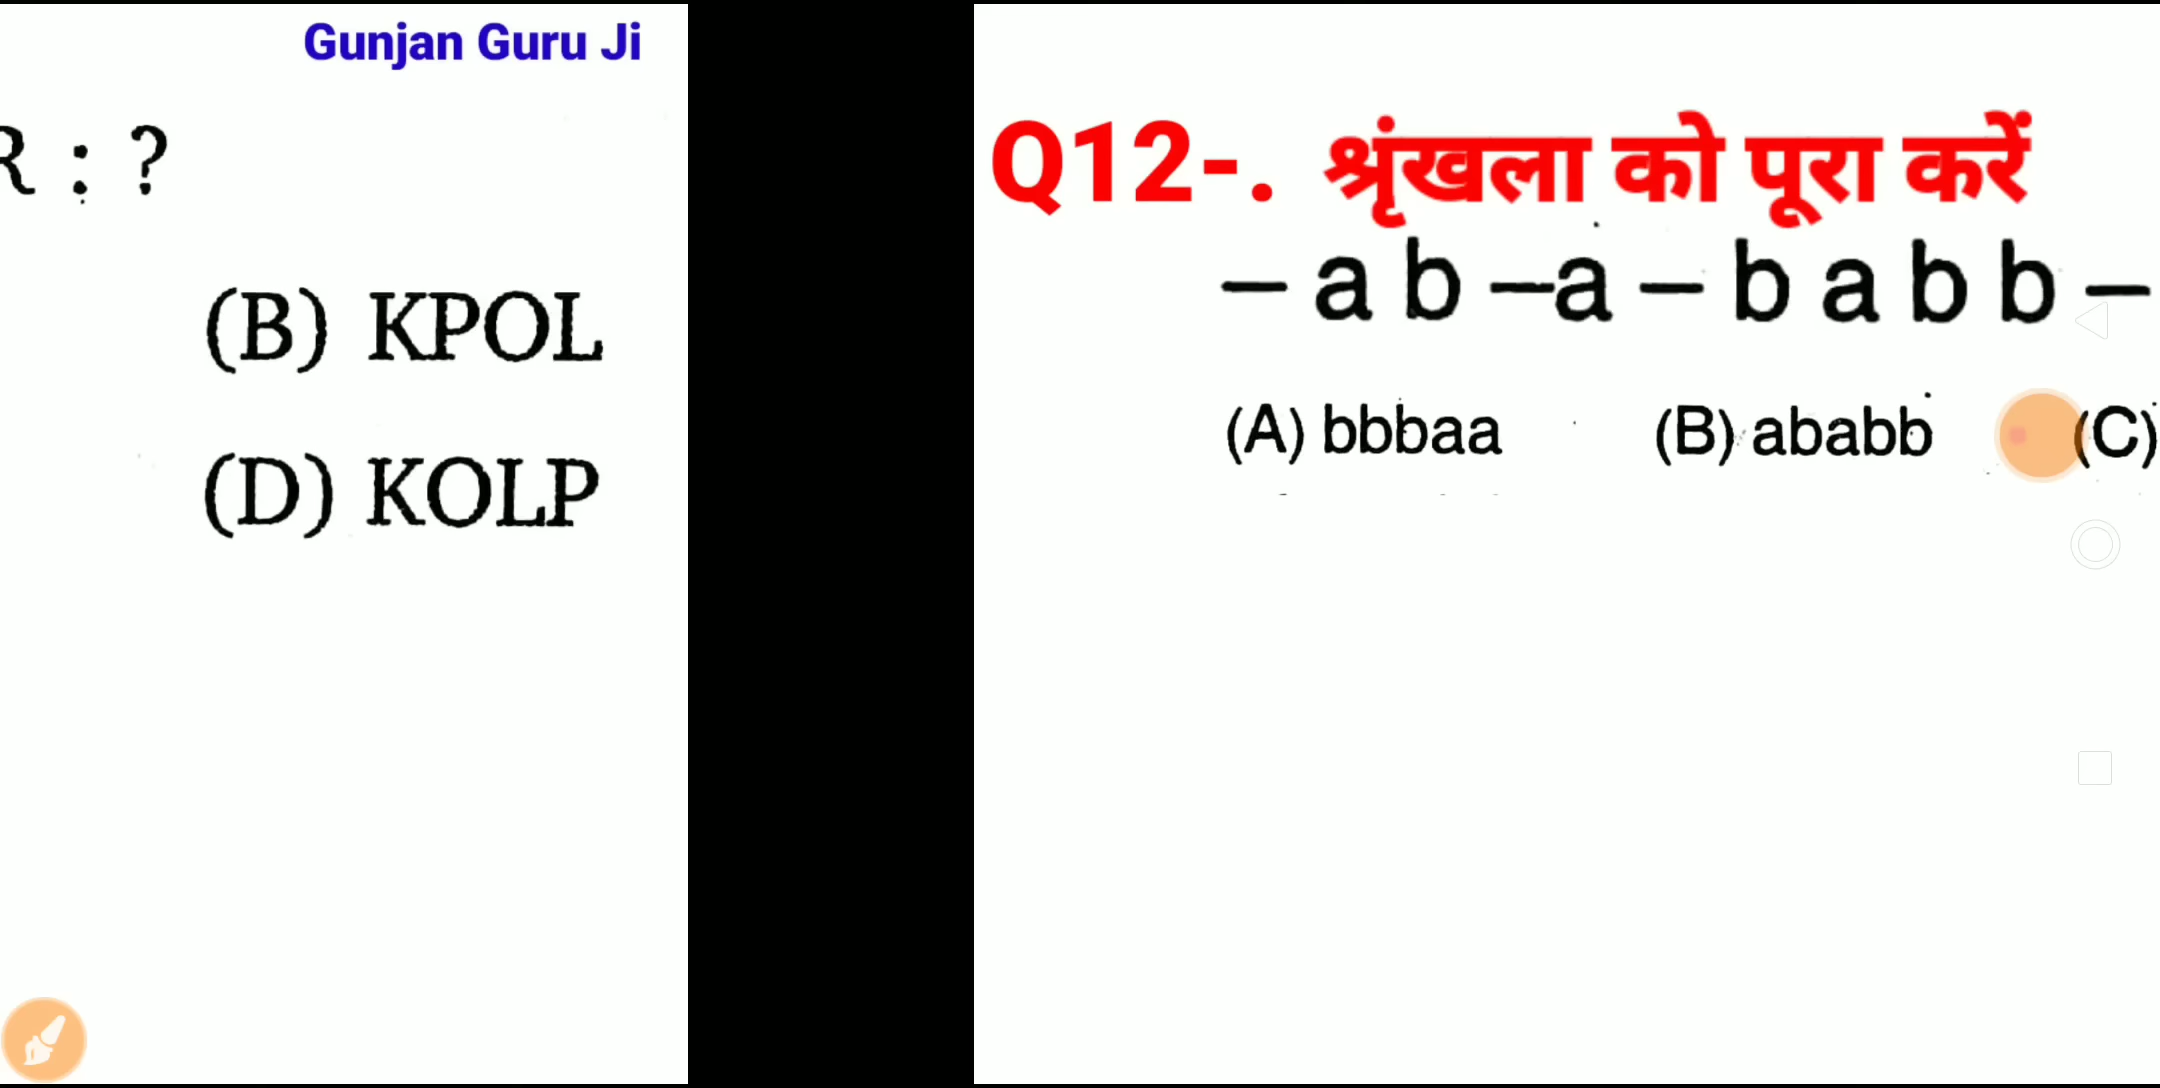 Gunjan Guru Ji
R : ?
(B) KPOL
(D) KOLP
Q12-. श्रृंखला को पूरा करें
– a b – a – b a b b –
(A) bbbaa (B) ababb (C)